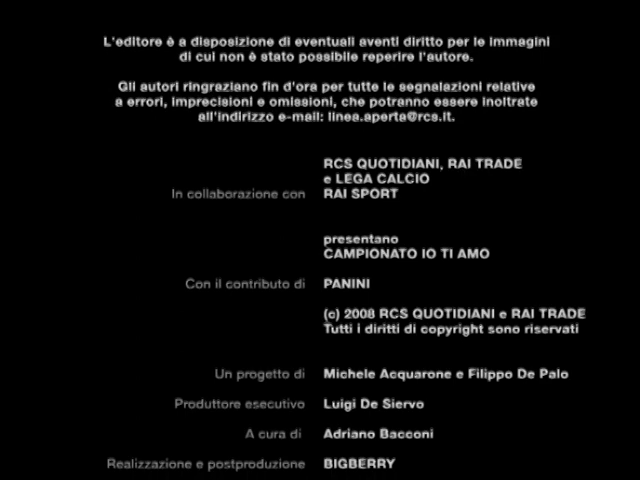 L'editore è a disposizione di eventuali aventi diritto per le immagini
di cui non è stato possibile reperire l'autore.
Gli autori ringraziano fin d'ora per tutte le segnalazioni relative
a errori, imprecisioni e omissioni, che potranno essere inoltrate
all'indirizzo e-mail: linea.aperta@rcs.it.
RCS QUOTIDIANI, RAI TRADE
e LEGA CALCIO
In collaborazione con RAI SPORT
presentano
CAMPIONATO IO TI AMO
Con il contributo di PANINI
(c) 2008 RCS QUOTIDIANI e RAI TRADE
Tutti i diritti di copyright sono riservati
Un progetto di Michele Acquarone e Filippo De Palo
Produttore esecutivo Luigi De Siervo
A cura di Adriano Bacconi
Realizzazione e postproduzione BIGBERRY